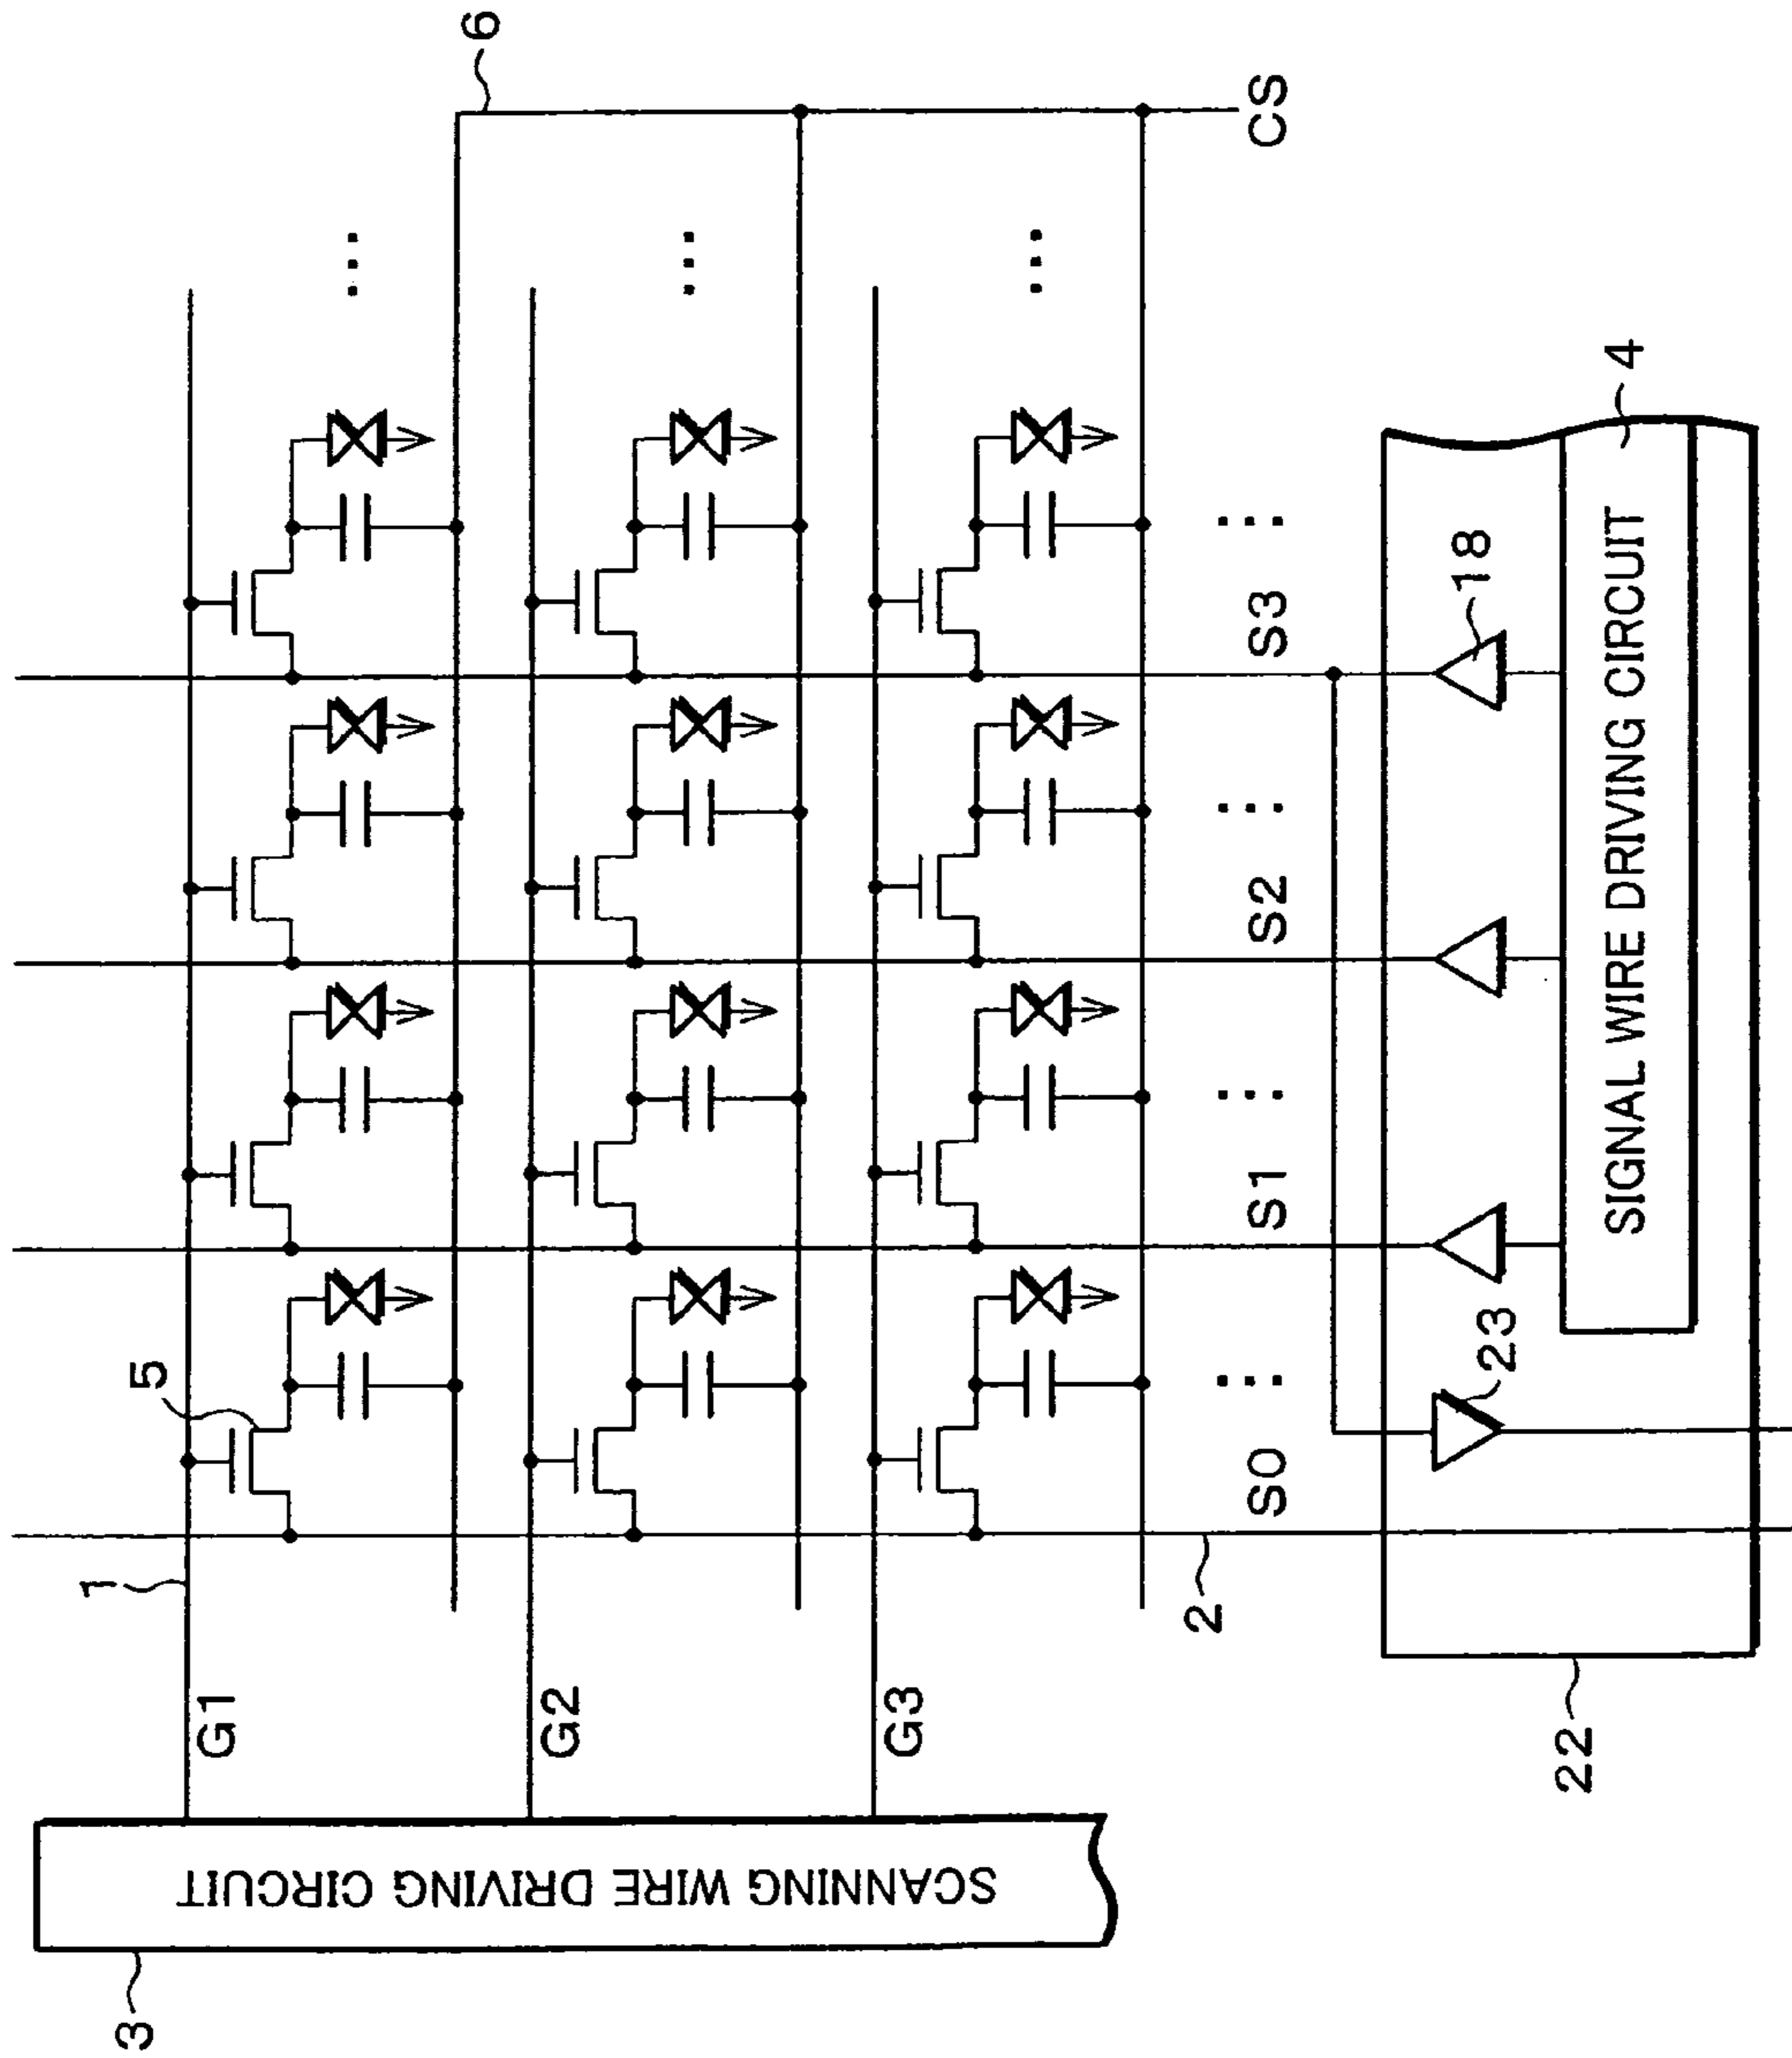 3
SCANNING WIRE DRIVING CIRCUIT
G1
G2
G3
1
5
6
CS
S0
S1
S2
S3
2
22
23
18
SIGNAL WIRE DRIVING CIRCUIT
4